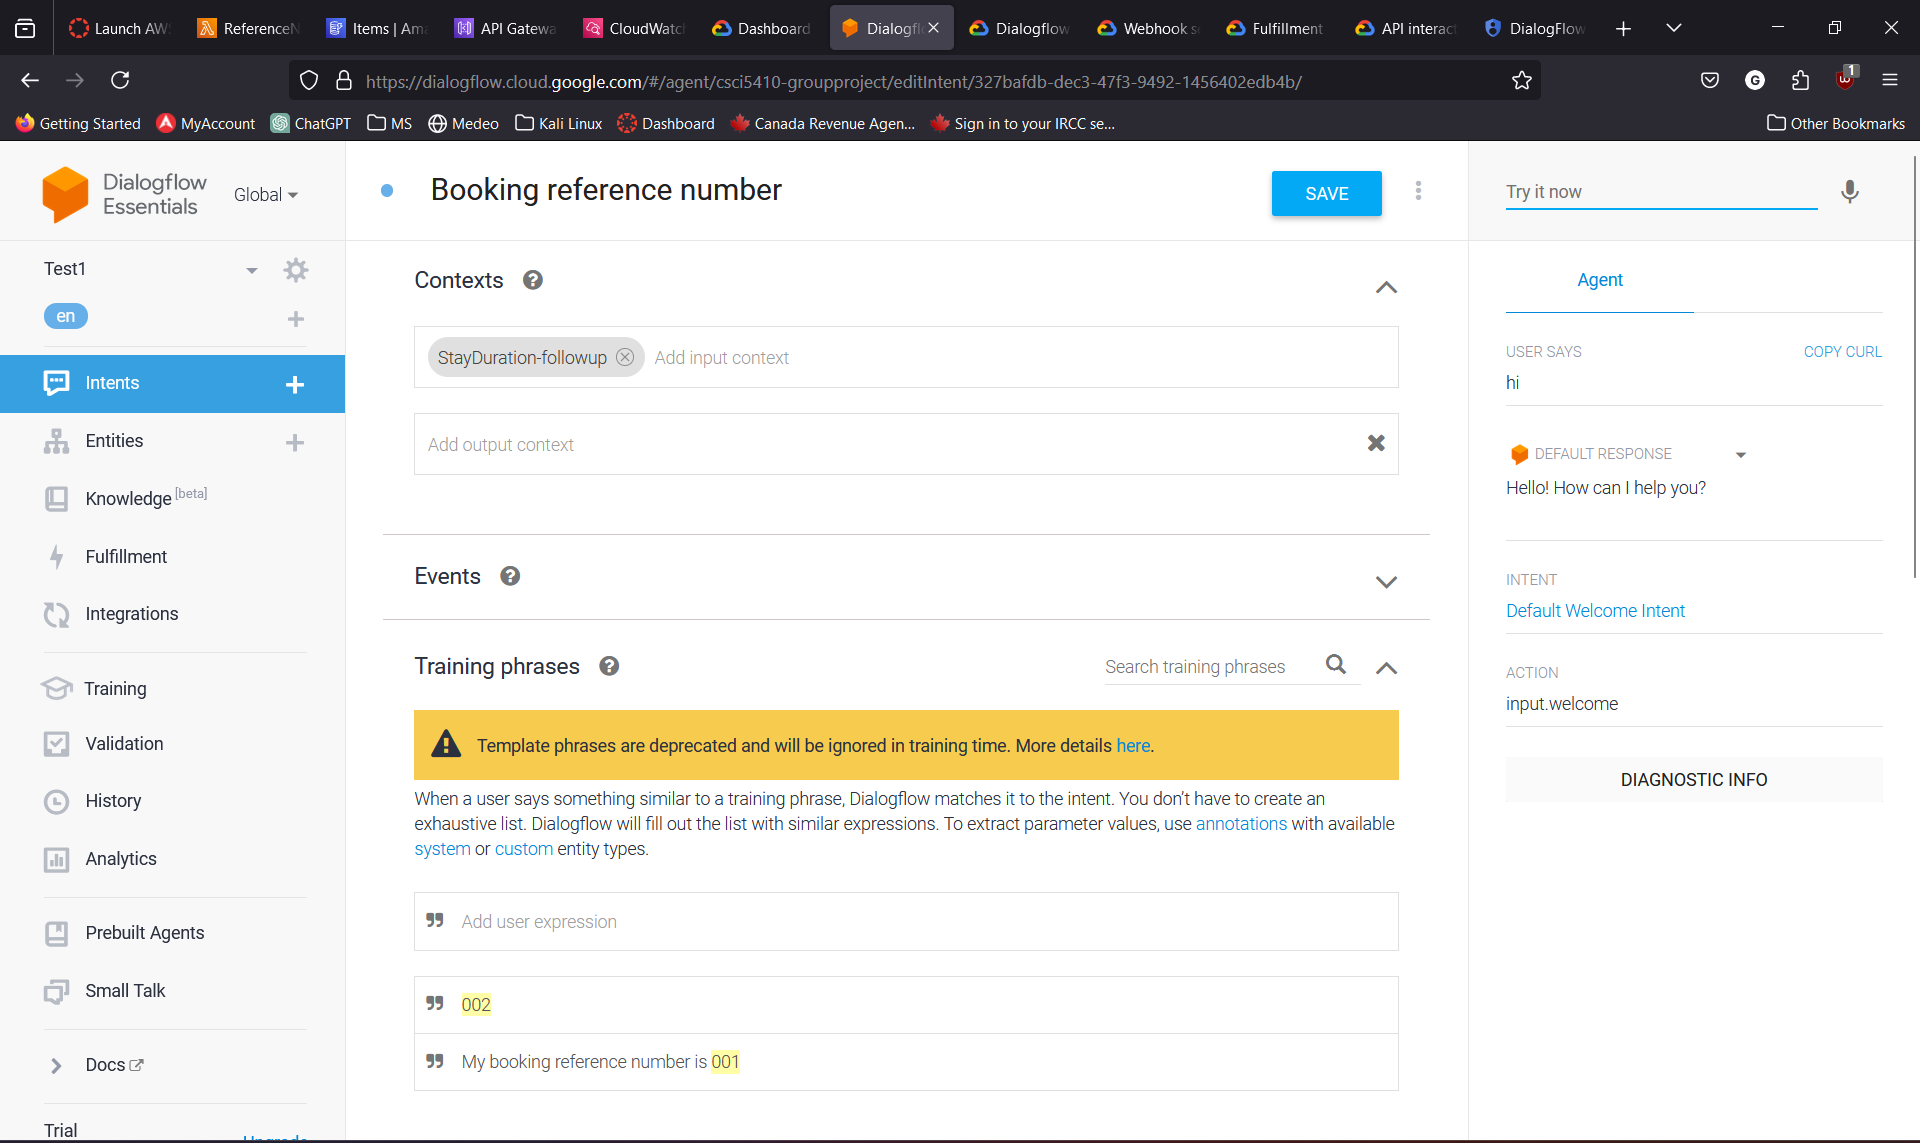 Launch AW
ReferenceN
Items | Ama
API Gatewa
CloudWatc
Dashboard
Dialogfl
Dialogflow
Webhook s
Fulfillment
API interac
DialogFlow
https://dialogflow.cloud.google.com/#/agent/csci5410-groupproject/editIntent/327bafdb-dec3-47f3-9492-1456402edb4b/
G
1
Getting Started
MyAccount
ChatGPT
MS
Medeo
Kali Linux
Dashboard
Canada Revenue Agen...
Sign in to your IRCC se...
Other Bookmarks
Dialogflow
Essentials
Global
Test1
en
Intents
Entities
Knowledge [beta]
Fulfillment
Integrations
Training
Validation
History
Analytics
Prebuilt Agents
Small Talk
Docs
Trial
Upgrade
Booking reference number
SAVE
Contexts
StayDuration-followup
Add input context
Add output context
Events
Training phrases
Search training phrases
Template phrases are deprecated and will be ignored in training time. More details here.
When a user says something similar to a training phrase, Dialogflow matches it to the intent. You don't have to create an
exhaustive list. Dialogflow will fill out the list with similar expressions. To extract parameter values, use annotations with available
system or custom entity types.
Add user expression
002
My booking reference number is 001
Try it now
Agent
USER SAYS
COPY CURL
hi
DEFAULT RESPONSE
Hello! How can I help you?
INTENT
Default Welcome Intent
ACTION
input.welcome
DIAGNOSTIC INFO